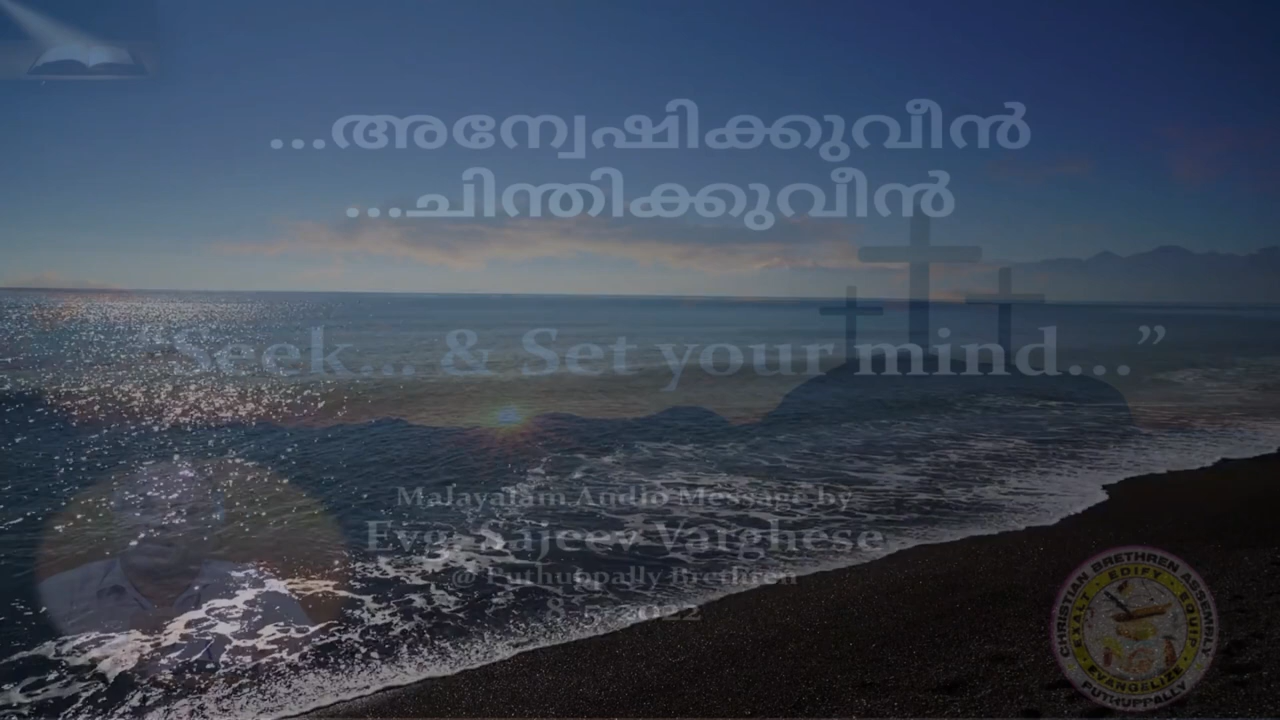 ...അന്വേഷിക്കുവീൻ
...ചിന്തിക്കുവീൻ
“Seek... & Set your mind...”
Malayalam Audio Message by
Evg. Sajeev Varghese
@ Puthuppally Brethren
8.5.2022
CHRISTIAN BRETHREN ASSEMBLY
EXALT • EDIFY • EQUIP • EVANGELIZE
PUTHUPPALLY